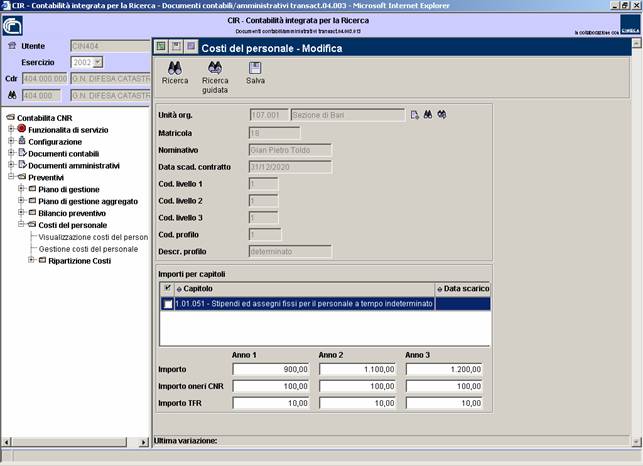 CIR - Contabilità integrata per la Ricerca - Documenti contabili/amministrativi transact.04.003 - Microsoft Internet Explorer
CIR - Contabilità integrata per la Ricerca
Documenti contabili/amministrativi transact.04.003.013
in collaborazione con CINECA
Utente CIN404
Esercizio 2002
Cdr 404.000.000 G.N. DIFESA CATASTR
404.000 G.N. DIFESA CATASTR
Contabilita CNR
Funzionalita di servizio
Configurazione
Documenti contabili
Documenti amministrativi
Preventivi
Piano di gestione
Piano di gestione aggregato
Bilancio preventivo
Costi del personale
Visualizzazione costi del person
Gestione costi del personale
Ripartizione Costi
Costi del personale - Modifica
Ricerca
Ricerca guidata
Salva
Unità org. 107.001 Sezione di Bari
Matricola 18
Nominativo Gian Pietro Toldo
Data scad. contratto 31/12/2020
Cod. livello 1 1
Cod. livello 2 1
Cod. livello 3 1
Cod. profilo 1
Descr. profilo determinato
Importi per capitoli
Capitolo Data scarico
1.01.051 - Stipendi ed assegni fissi per il personale a tempo indeterminato
Anno 1 Anno 2 Anno 3
Importo 900,00 1.100,00 1.200,00
Importo oneri CNR 100,00 100,00 100,00
Importo TFR 10,00 10,00 10,00
Ultima variazione: